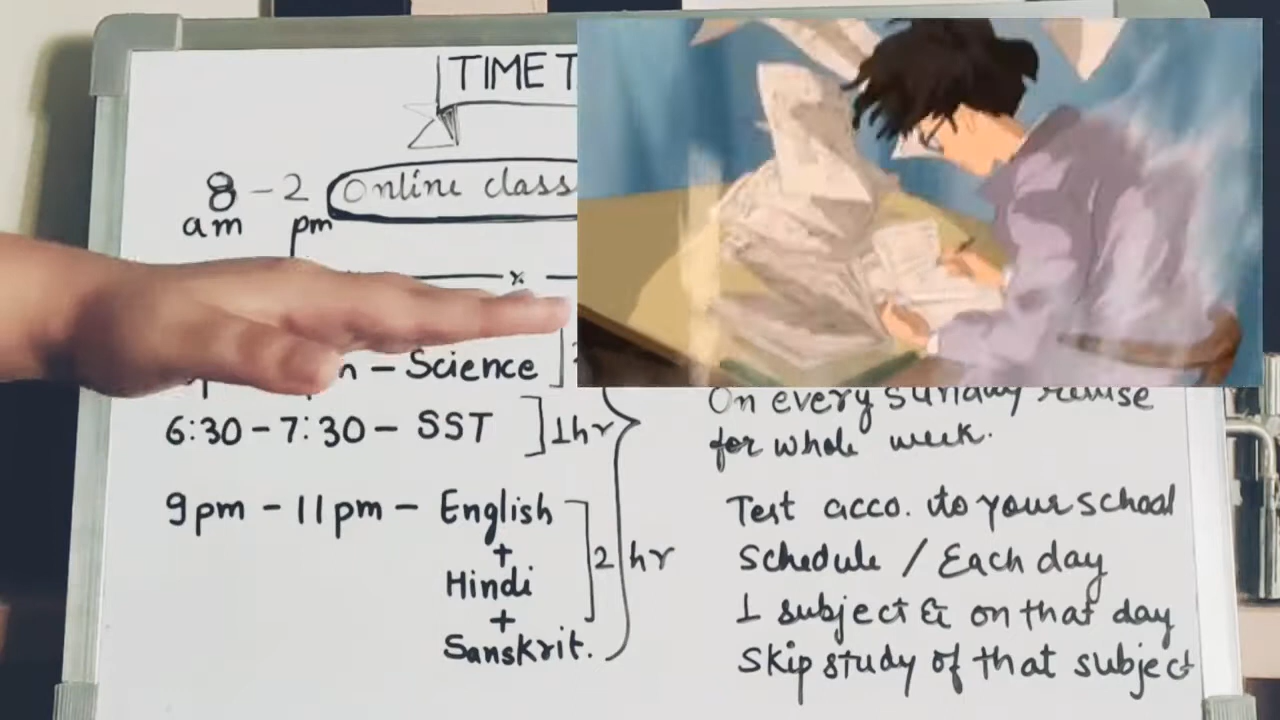 TIME T
8 - 2 Online class
am pm
x
- Science ]
6:30 - 7:30 - SST ] 1hr
9pm - 11pm - English
+
Hindi
+
Sanskrit.
2 hr
On every sunday revise
for whole week.
Test acco. to your school
Schedule / Each day
1 subject & on that day
Skip study of that subject